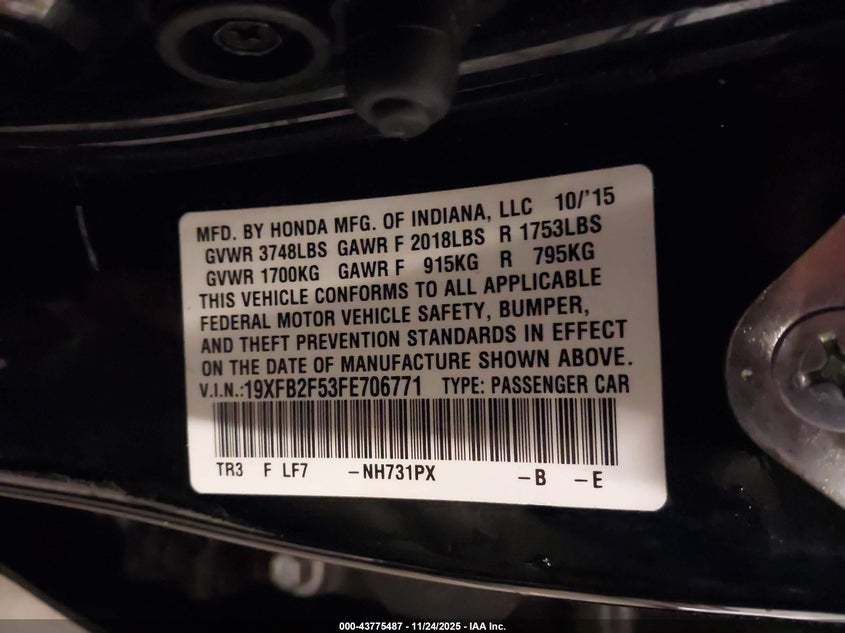 MFD. BY HONDA MFG. OF INDIANA, LLC 10/'15
GVWR 3748LBS GAWR F 2018LBS R 1753LBS
GVWR 1700KG GAWR F 915KG R 795KG
THIS VEHICLE CONFORMS TO ALL APPLICABLE
FEDERAL MOTOR VEHICLE SAFETY, BUMPER,
AND THEFT PREVENTION STANDARDS IN EFFECT
ON THE DATE OF MANUFACTURE SHOWN ABOVE.
V.I.N.:19XFB2F53FE706771 TYPE: PASSENGER CAR
TR3 F LF7 -NH731PX -B -E
000-43775487 - 11/24/2025 - IAA Inc.